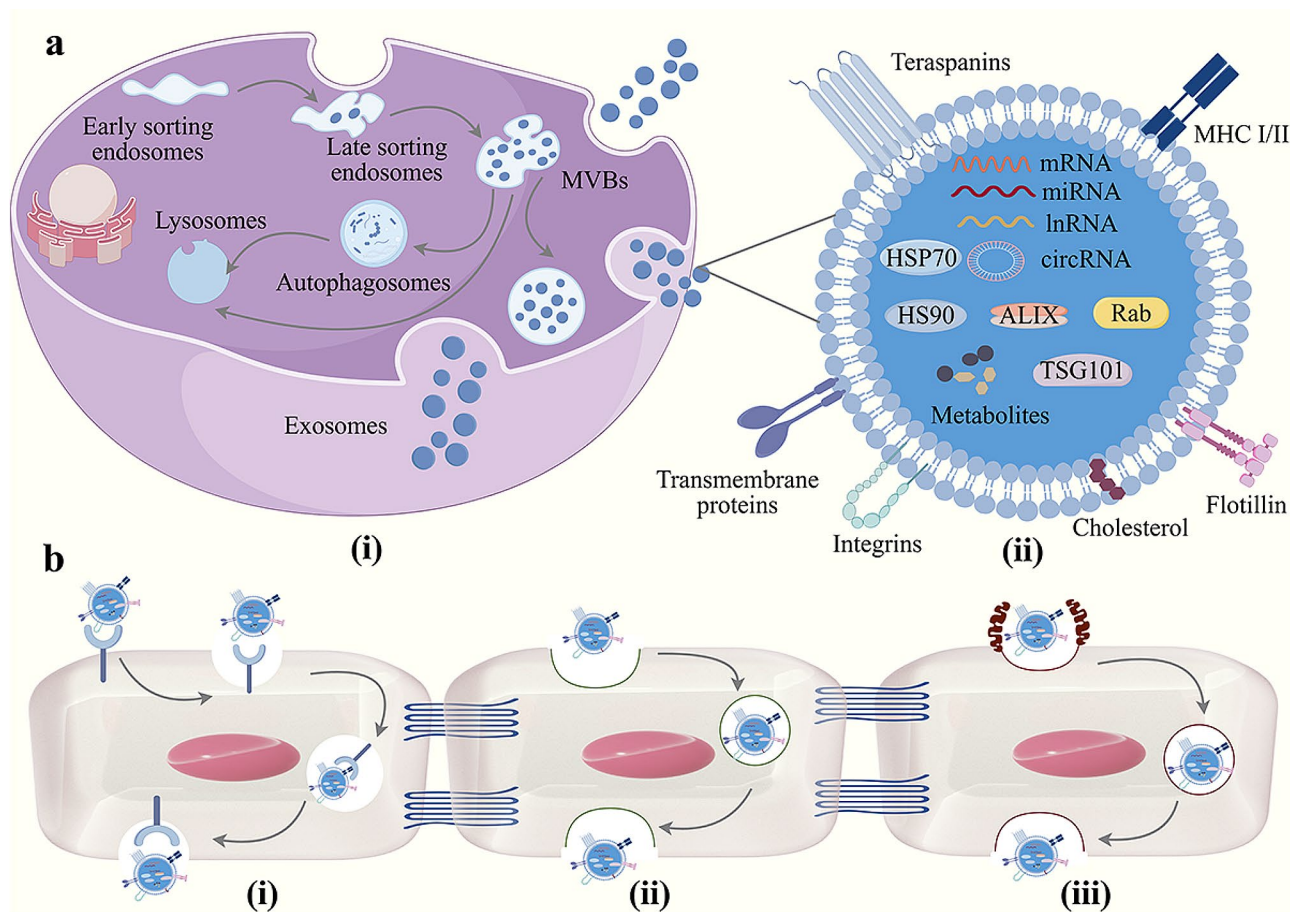 a
Early sorting
endosomes
Late sorting
endosomes
MVBs
Lysosomes
Autophagosomes
Exosomes
(i)
Teraspanins
MHC I/II
mRNA
miRNA
lnRNA
HSP70
circRNA
HS90
ALIX
Rab
TSG101
Metabolites
Transmembrane
proteins
Integrins
Cholesterol
Flotillin
(ii)
b
(i)
(ii)
(iii)